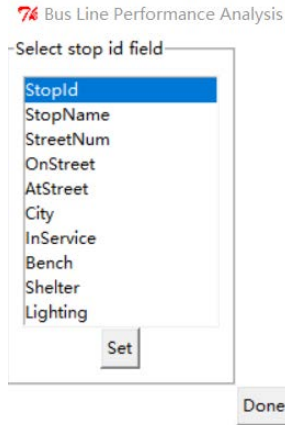 Bus Line Performance Analysis
Select stop id field
StopId
StopName
StreetNum
OnStreet
AtStreet
City
InService
Bench
Shelter
Lighting
Set
Done